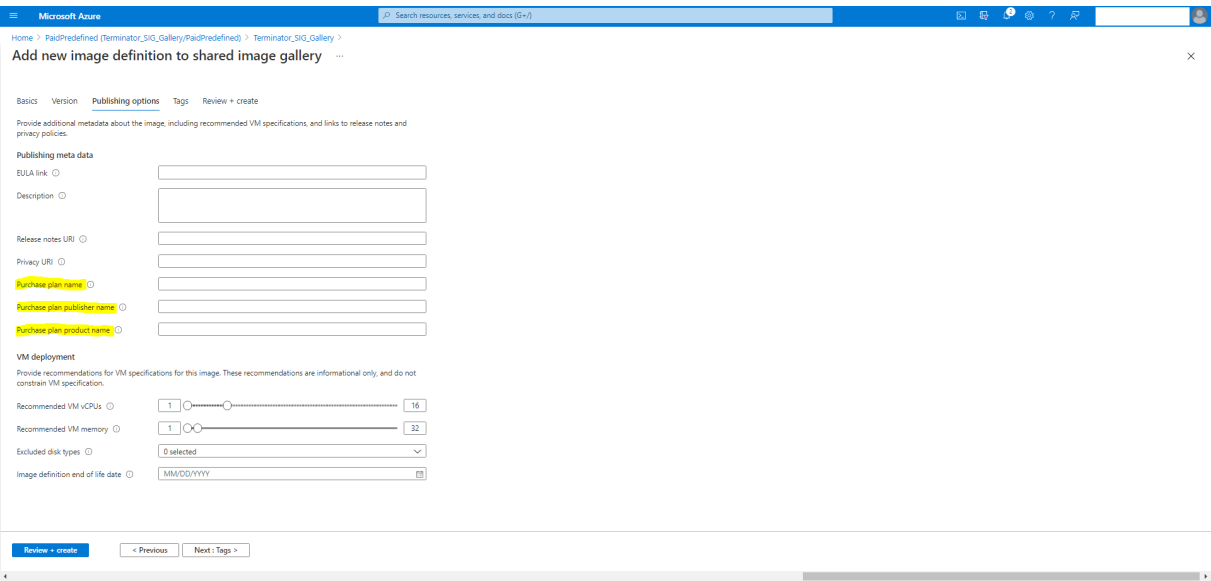 Microsoft Azure
Search resources, services, and docs (G+/)
2
Home > PaidPredefined (Terminator_SIG_Gallery/PaidPredefined) > Terminator_SIG_Gallery >
Add new image definition to shared image gallery ...
Basics Version Publishing options Tags Review + create
Provide additional metadata about the image, including recommended VM specifications, and links to release notes and
privacy policies.
Publishing meta data
EULA link
Description
Release notes URI
Privacy URI
Purchase plan name
Purchase plan publisher name
Purchase plan product name
VM deployment
Provide recommendations for VM specifications for this image. These recommendations are informational only, and do not
constrain VM specification.
Recommended VM vCPUs 1 16
Recommended VM memory 1 32
Excluded disk types 0 selected
Image definition end of life date MM/DD/YYYY
Review + create < Previous Next : Tags >